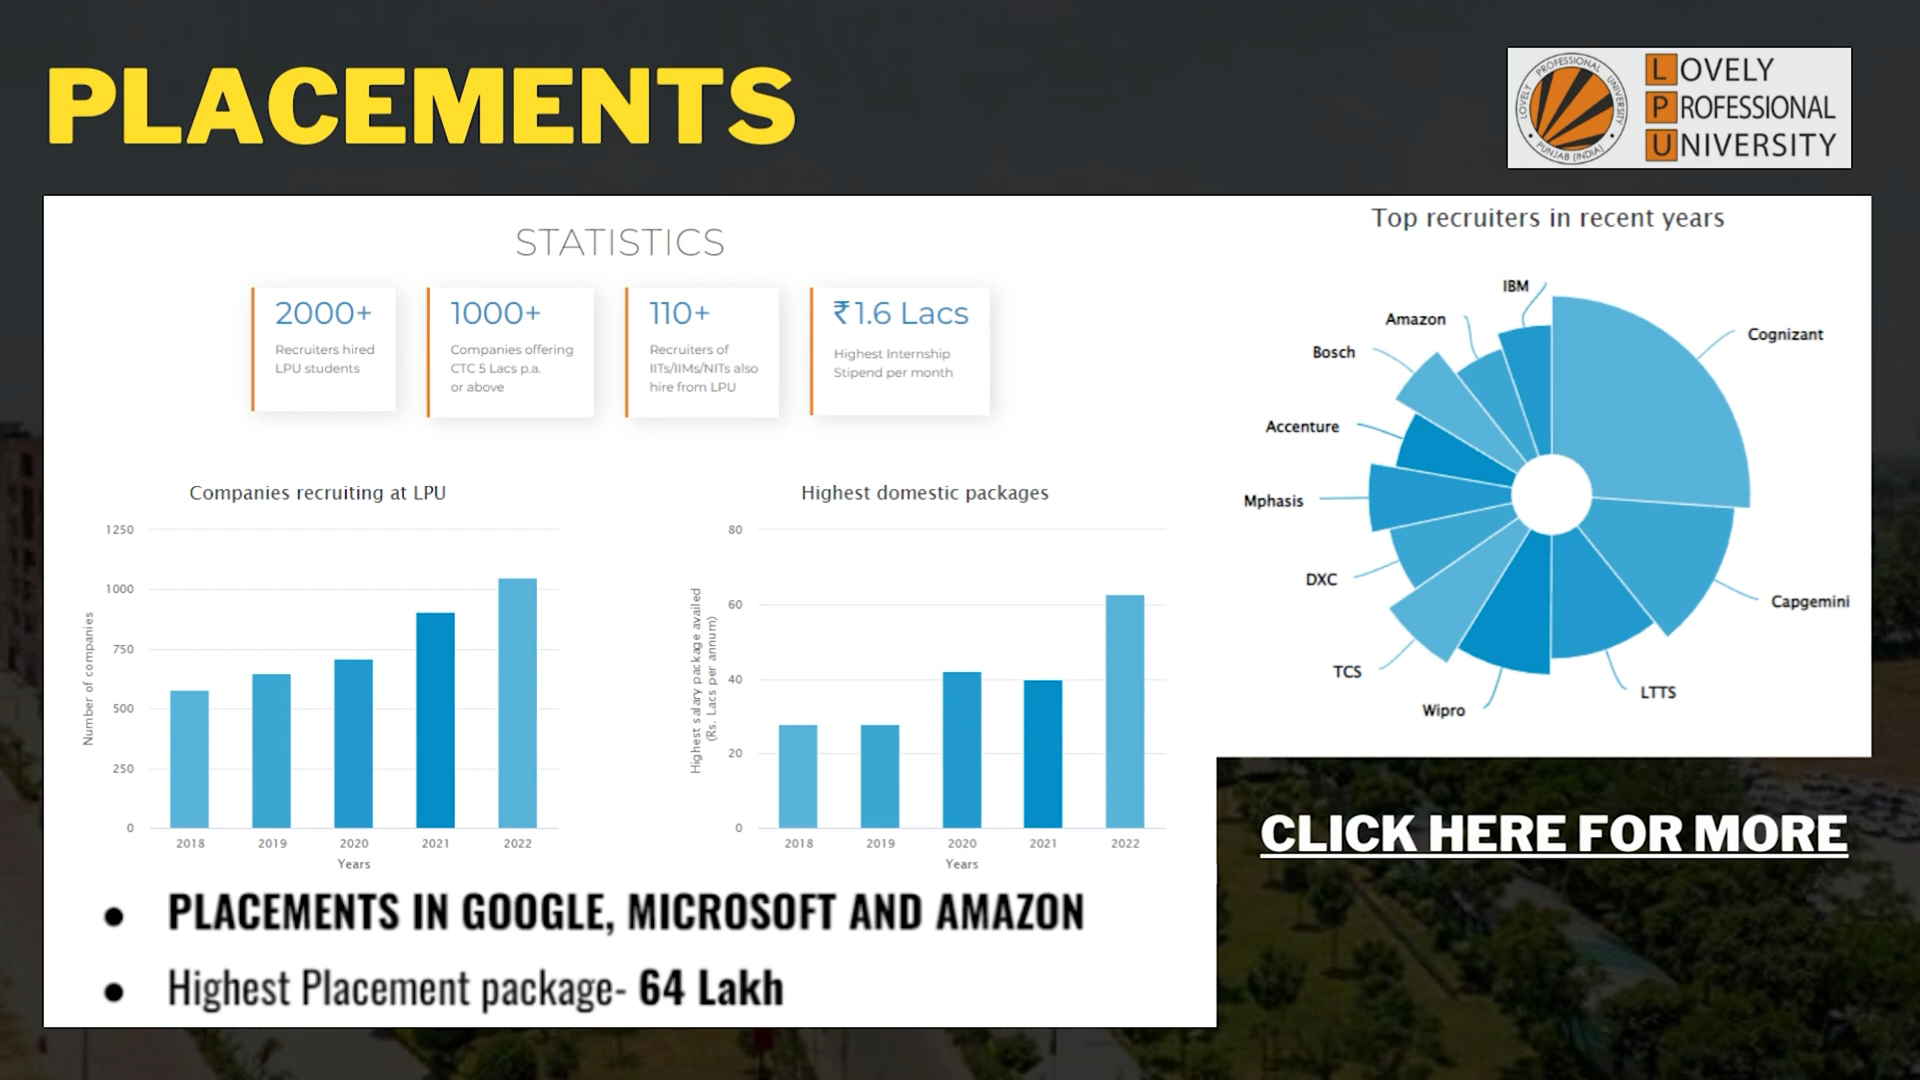 PLACEMENTS
LOVELY
PROFESSIONAL
UNIVERSITY
LOVELY PROFESSIONAL UNIVERSITY
PUNJAB (INDIA)
STATISTICS
2000+
Recruiters hired
LPU students
1000+
Companies offering
CTC 5 Lacs p.a.
or above
110+
Recruiters of
IITs/IIMs/NITs also
hire from LPU
₹1.6 Lacs
Highest Internship
Stipend per month
Companies recruiting at LPU
Number of companies
1250
1000
750
500
250
0
2018 2019 2020 2021 2022
Years
Highest domestic packages
Highest salary package availed
(Rs. Lacs per annum)
80
60
40
20
0
2018 2019 2020 2021 2022
Years
Top recruiters in recent years
IBM
Cognizant
Amazon
Bosch
Accenture
Mphasis
DXC
Capgemini
TCS
LTTS
Wipro
CLICK HERE FOR MORE
● PLACEMENTS IN GOOGLE, MICROSOFT AND AMAZON
● Highest Placement package- 64 Lakh